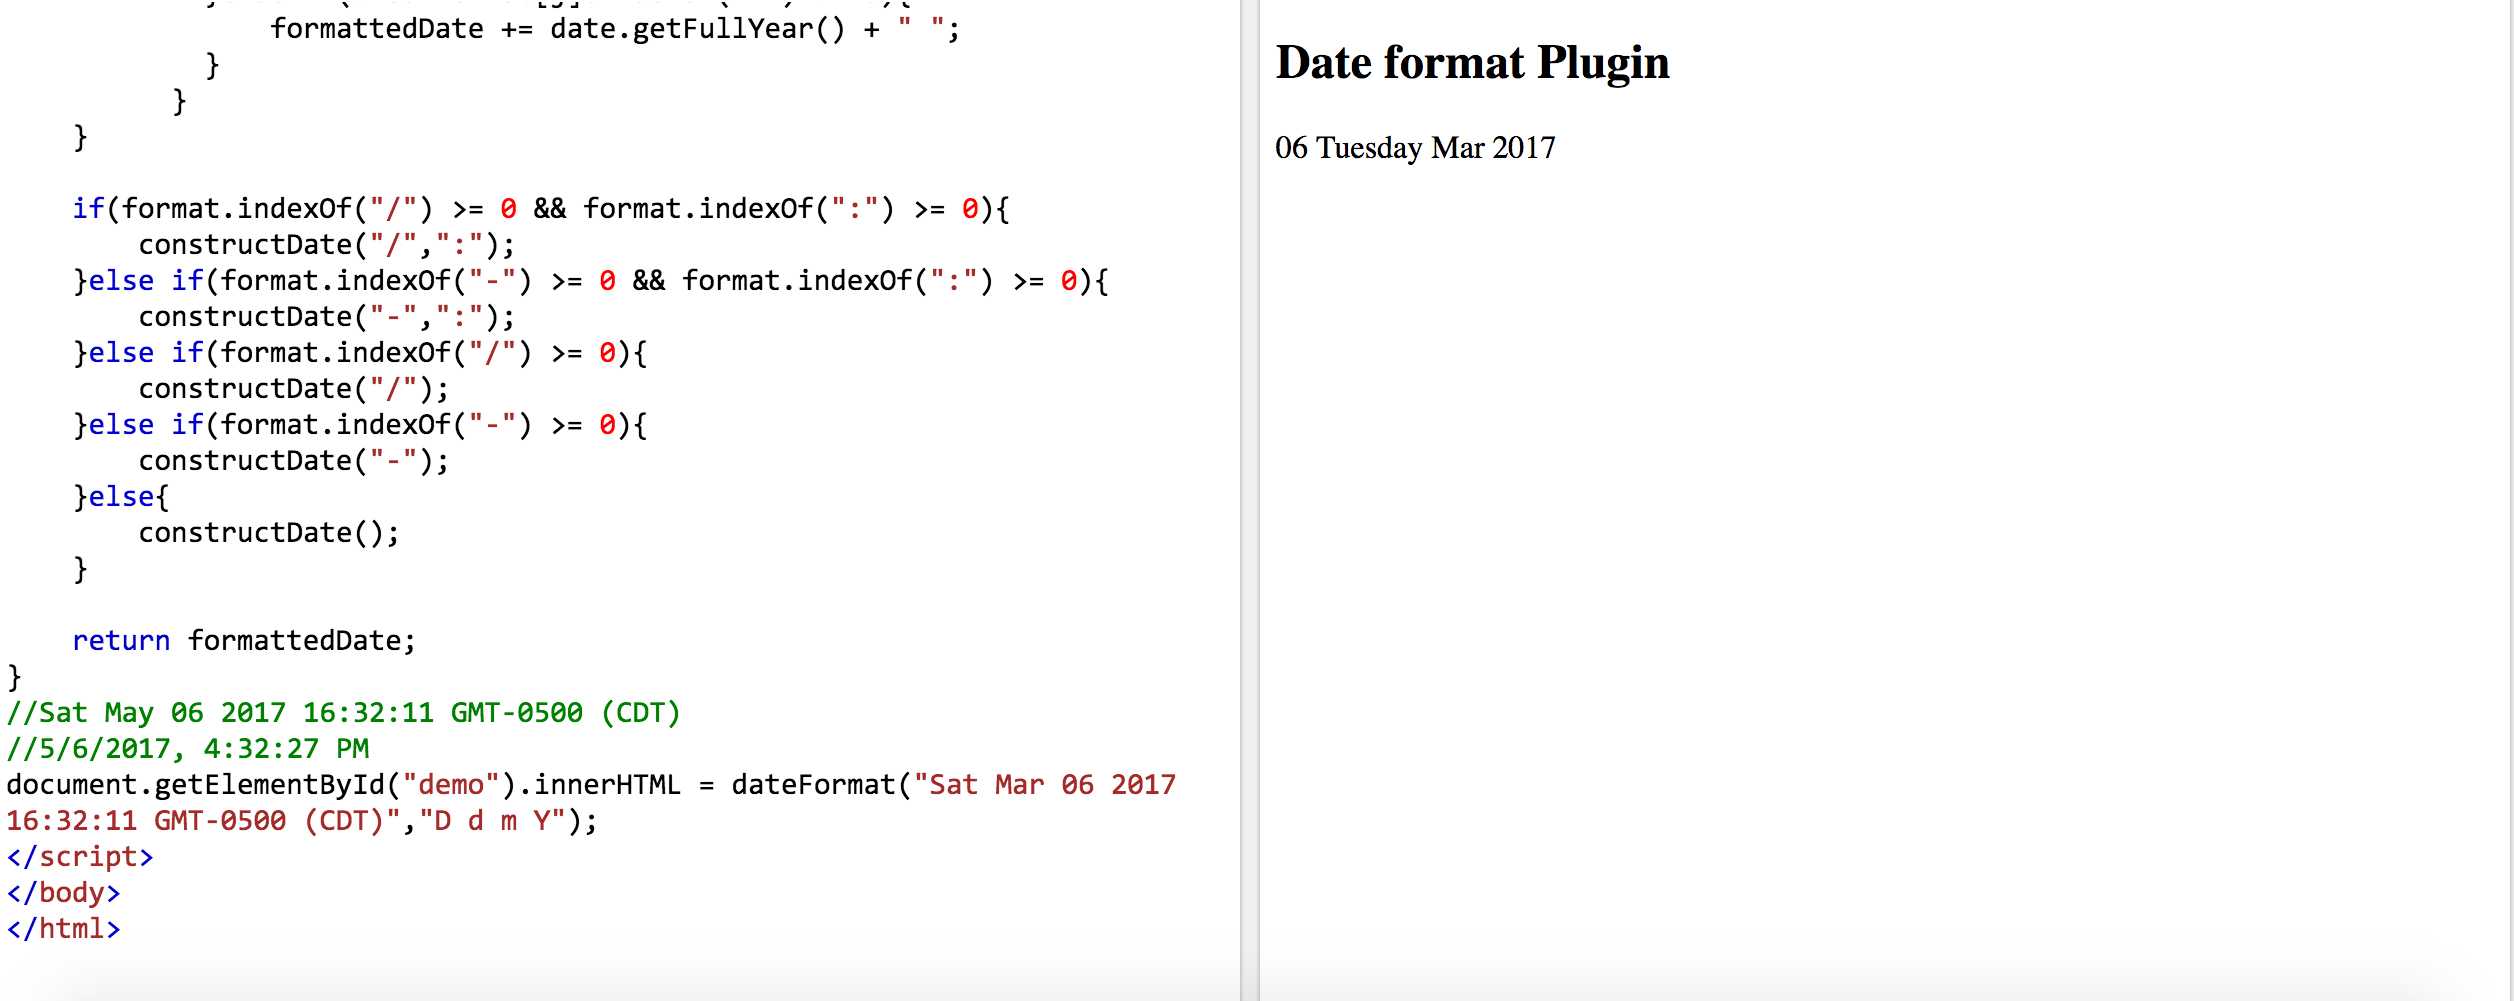 formattedDate += date.getFullYear() + " ";
}
}
}
if(format.indexOf("/") >= 0 && format.indexOf(":") >= 0){
constructDate("/",":");
}else if(format.indexOf("-") >= 0 && format.indexOf(":") >= 0){
constructDate("-",":");
}else if(format.indexOf("/") >= 0){
constructDate("/");
}else if(format.indexOf("-") >= 0){
constructDate("-");
}else{
constructDate();
}
return formattedDate;
}
//Sat May 06 2017 16:32:11 GMT-0500 (CDT)
//5/6/2017, 4:32:27 PM
document.getElementById("demo").innerHTML = dateFormat("Sat Mar 06 2017
16:32:11 GMT-0500 (CDT)","D d m Y");
</script>
</body>
</html>
Date format Plugin
06 Tuesday Mar 2017